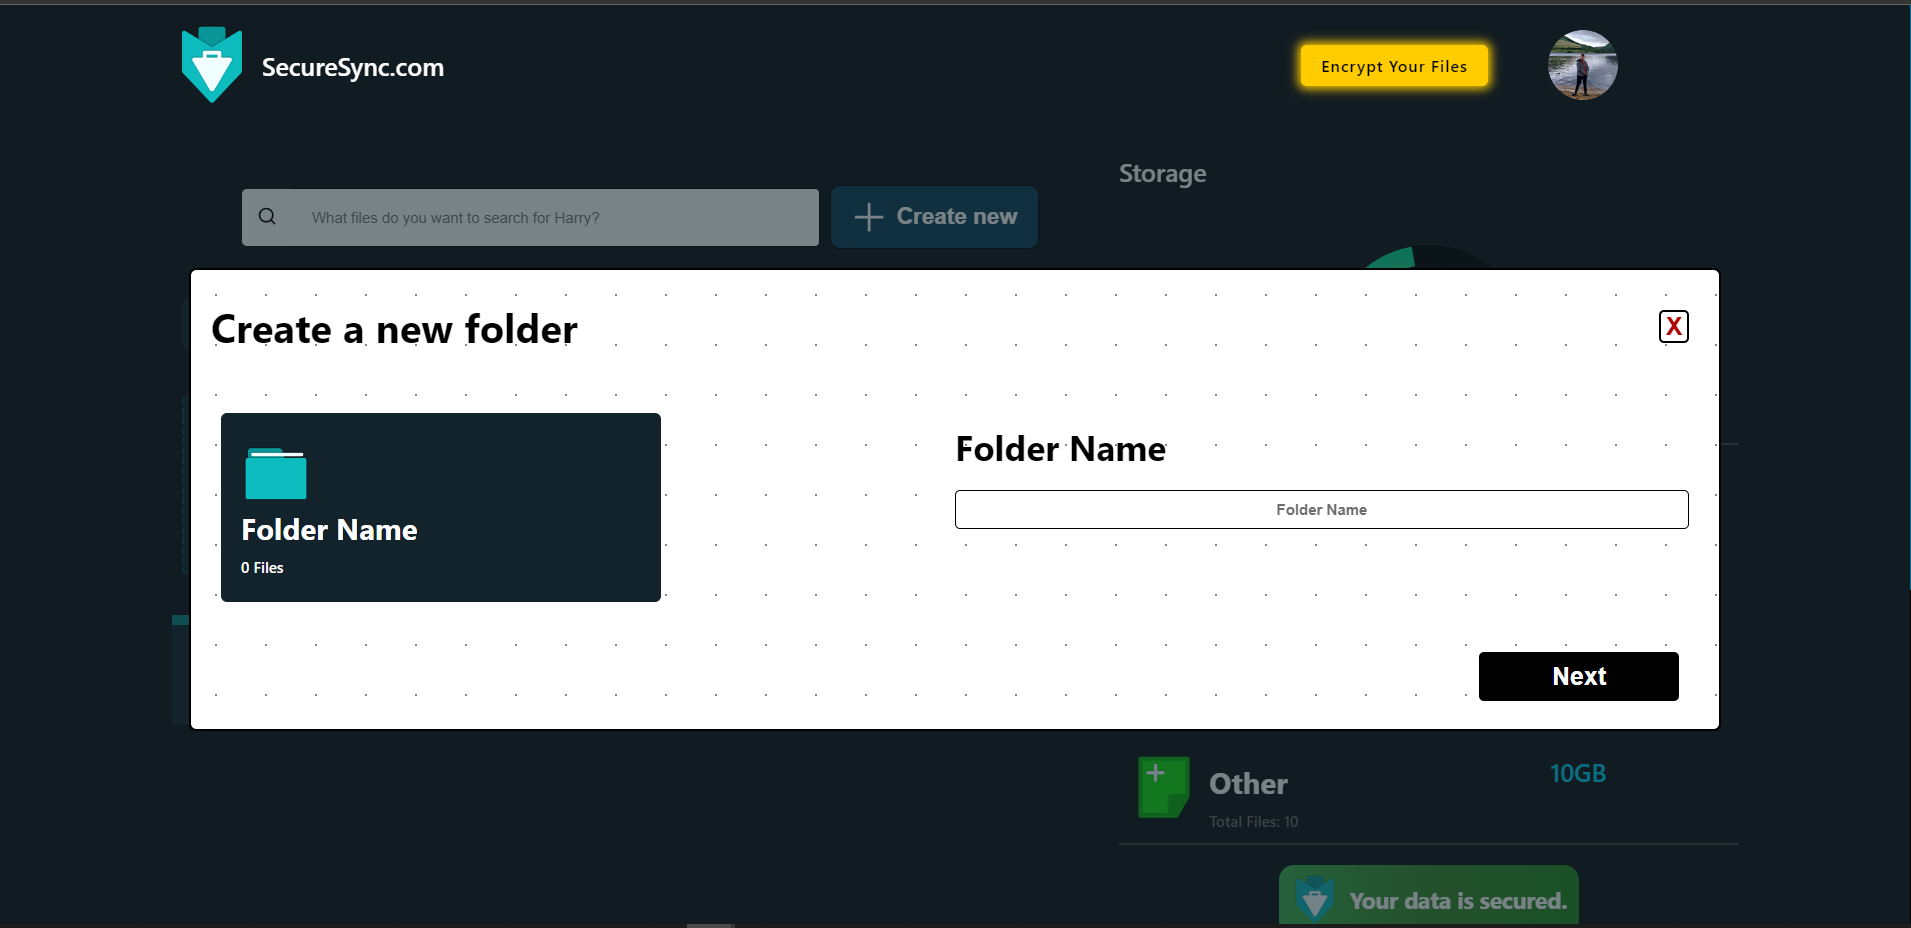 SecureSync.com
Encrypt Your Files
Storage
What files do you want to search for Harry?
Create new
Create a new folder
X
Folder Name
0 Files
Folder Name
Folder Name
Next
Other
10GB
Total Files: 10
Your data is secured.